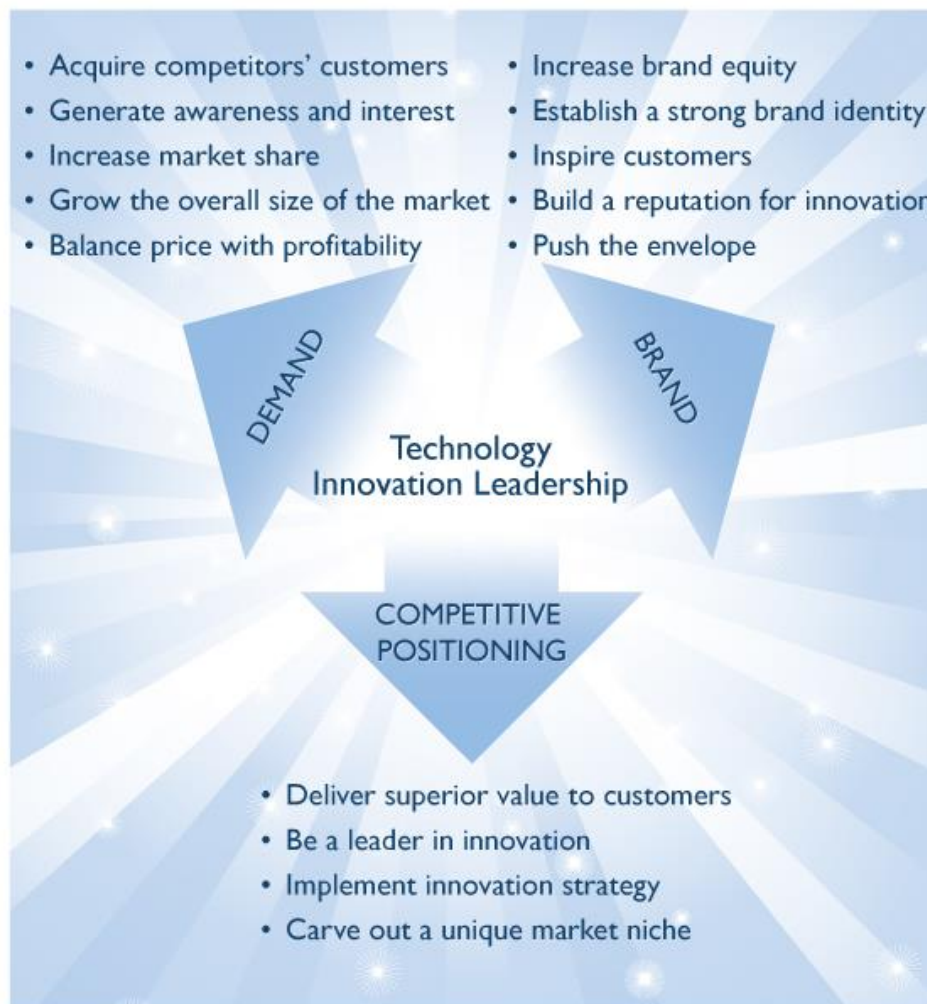 • Acquire competitors’ customers
• Generate awareness and interest
• Increase market share
• Grow the overall size of the market
• Balance price with profitability
• Increase brand equity
• Establish a strong brand identity
• Inspire customers
• Build a reputation for innovation
• Push the envelope
DEMAND
BRAND
Technology
Innovation Leadership
COMPETITIVE
POSITIONING
• Deliver superior value to customers
• Be a leader in innovation
• Implement innovation strategy
• Carve out a unique market niche